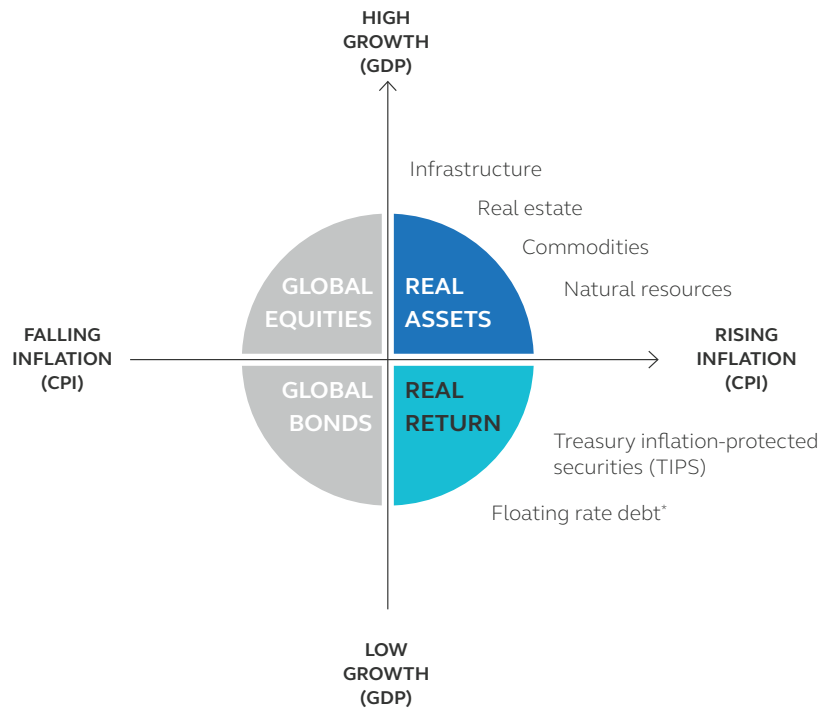 HIGH
GROWTH
(GDP)
Infrastructure
Real estate
Commodities
Natural resources
GLOBAL
EQUITIES
REAL
ASSETS
FALLING
INFLATION
(CPI)
RISING
INFLATION
(CPI)
GLOBAL
BONDS
REAL
RETURN
Treasury inflation-protected
securities (TIPS)
Floating rate debt*
LOW
GROWTH
(GDP)